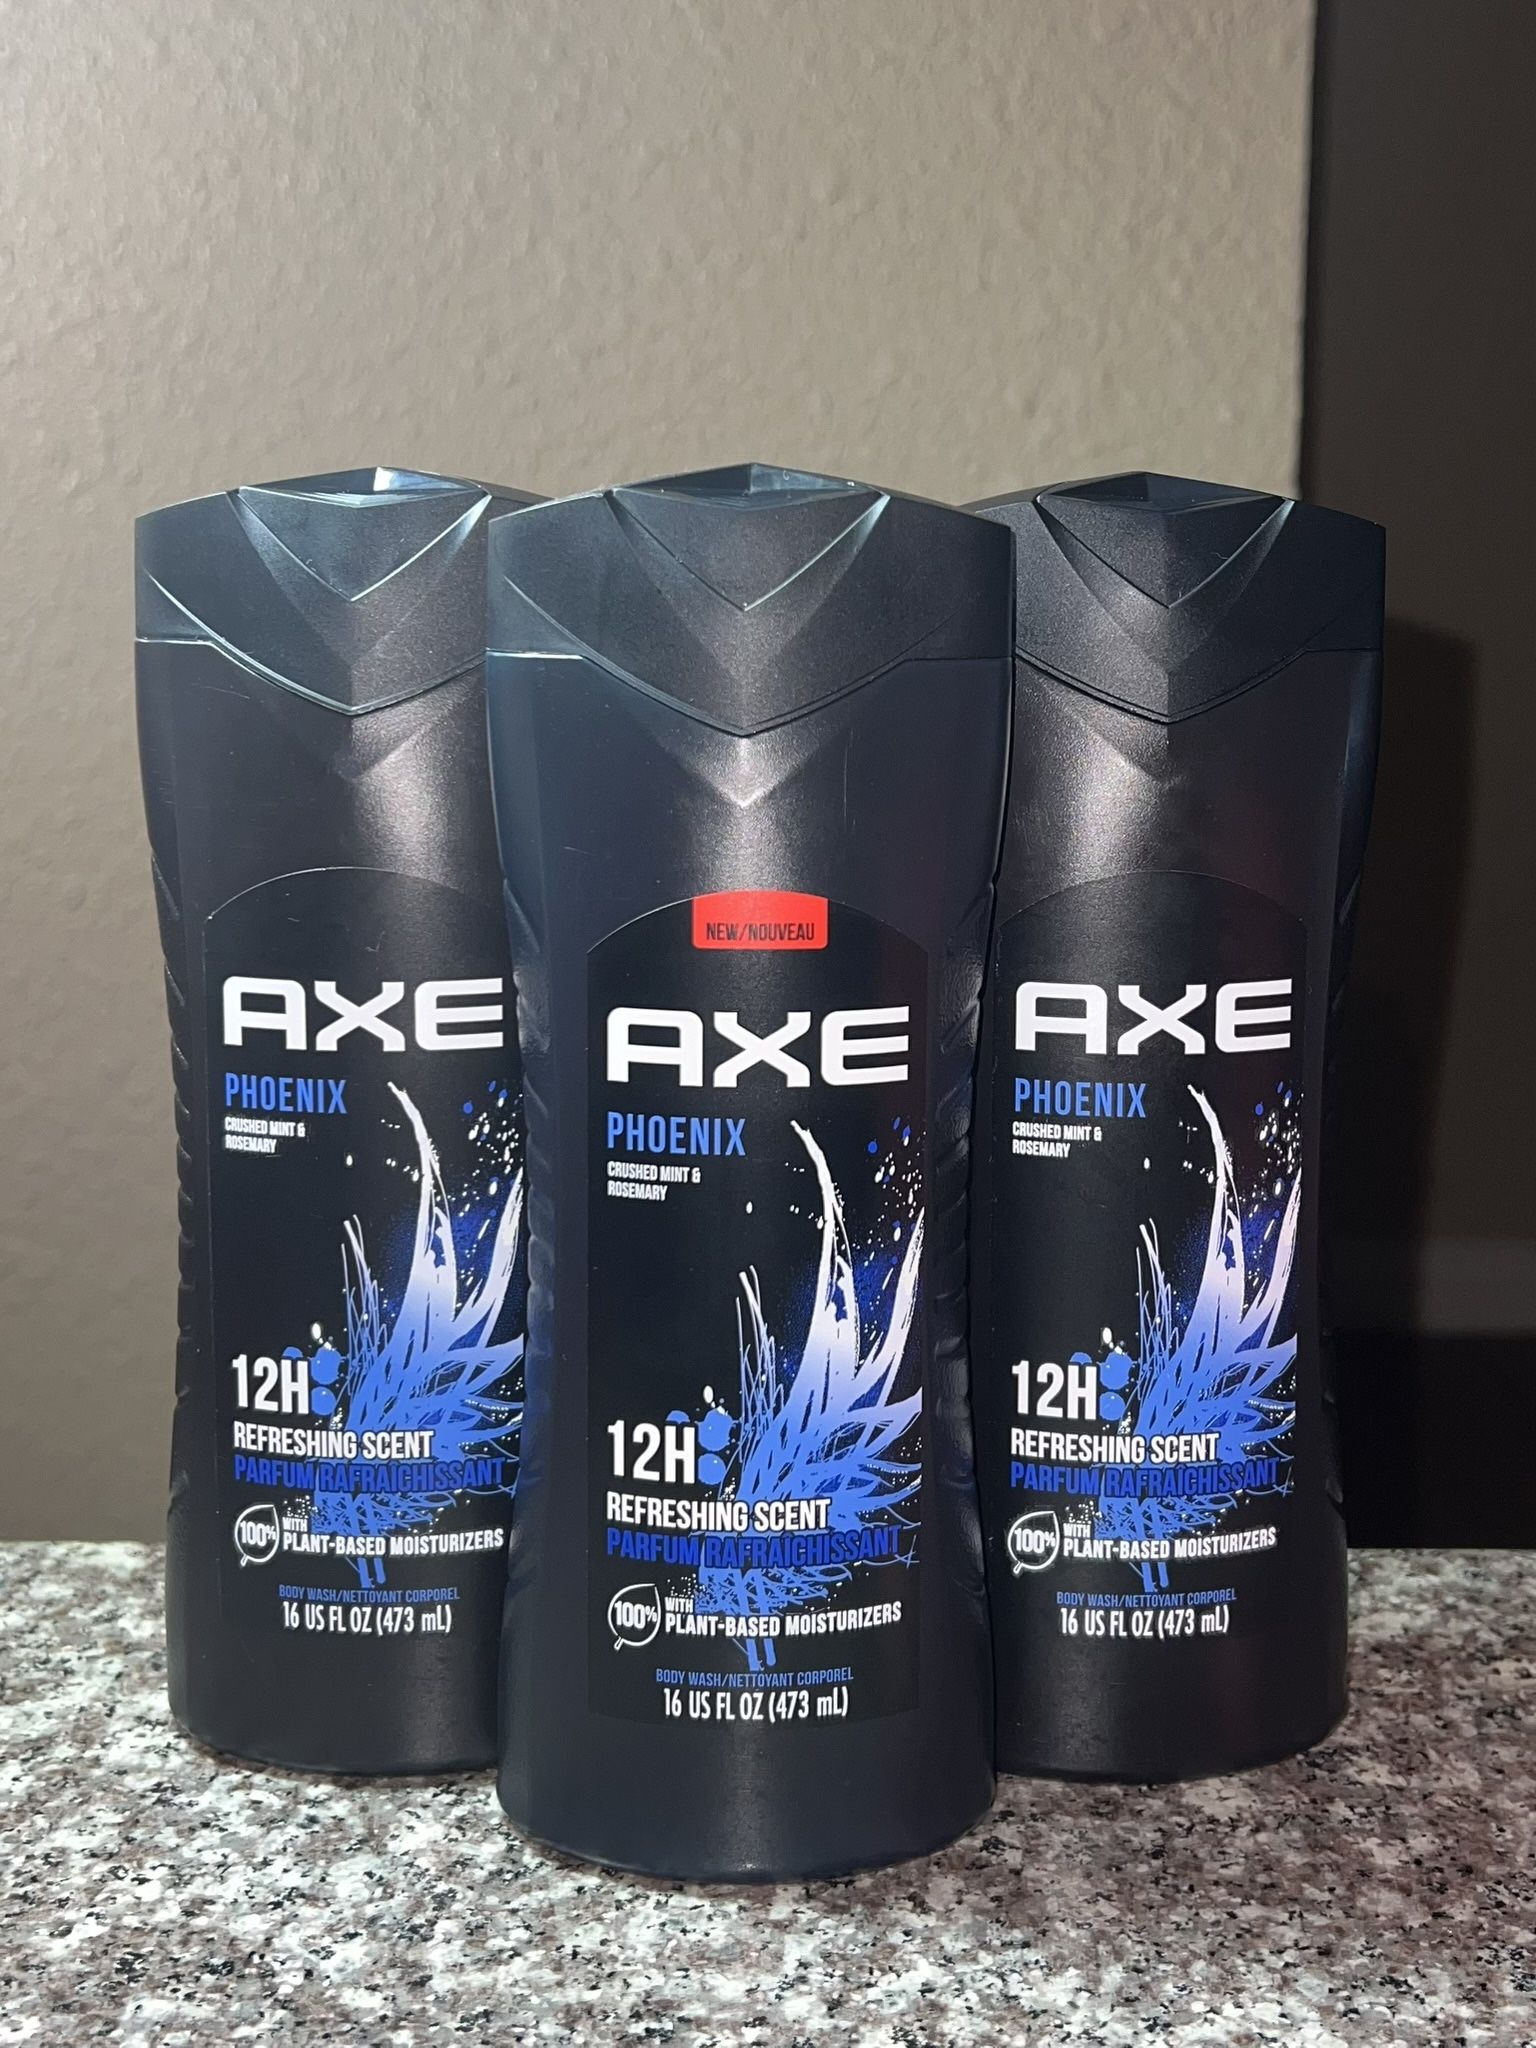 AXE
PHOENIX
CRUSHED MINT &
ROSEMARY
12H
REFRESHING SCENT
PARFUM RAFRAICHISSANT
100% WITH
PLANT-BASED MOISTURIZERS
BODY WASH/NETTOYANT CORPOREL
16 US FL OZ (473 mL)
NEW/NOUVEAU
AXE
PHOENIX
CRUSHED MINT &
ROSEMARY
12H
REFRESHING SCENT
PARFUM RAFRAICHISSANT
100% WITH
PLANT-BASED MOISTURIZERS
BODY WASH/NETTOYANT CORPOREL
16 US FL OZ (473 mL)
AXE
PHOENIX
CRUSHED MINT &
ROSEMARY
12H
REFRESHING SCENT
PARFUM RAFRAICHISSANT
100% WITH
PLANT-BASED MOISTURIZERS
BODY WASH/NETTOYANT CORPOREL
16 US FL OZ (473 mL)